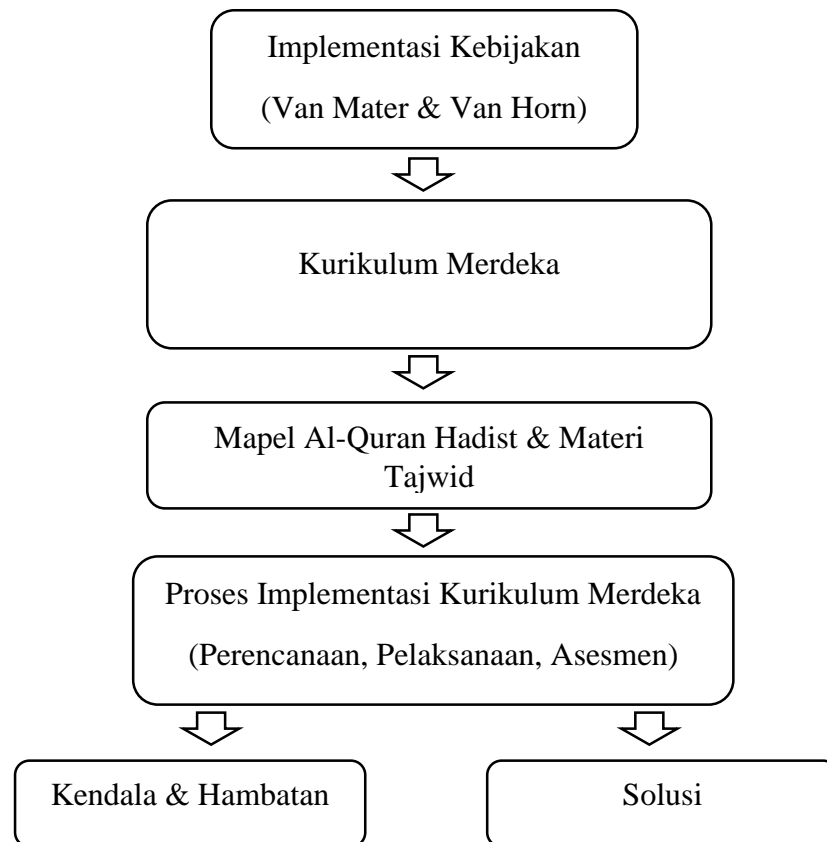 Implementasi Kebijakan
(Van Mater & Van Horn)
Kurikulum Merdeka
Mapel Al-Quran Hadist & Materi
Tajwid
Proses Implementasi Kurikulum Merdeka
(Perencanaan, Pelaksanaan, Asesmen)
Kendala & Hambatan
Solusi